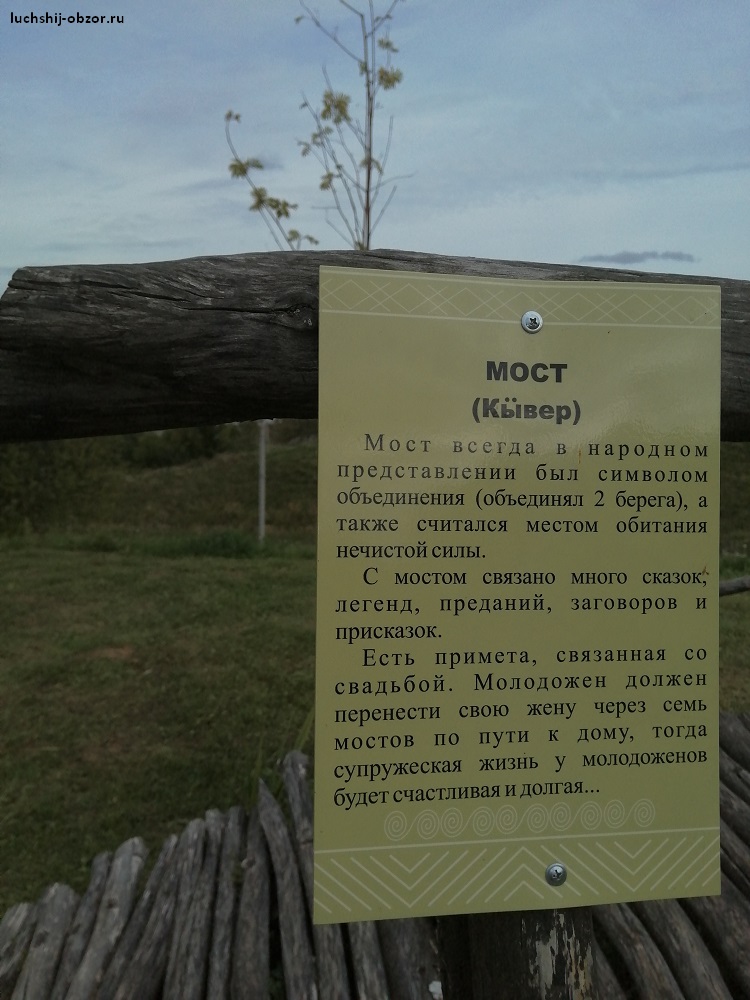 luchshij-obzor.ru
МОСТ
(Кӹвер)
Мост всегда в народном
представлении был символом
объединения (объединял 2 берега), а
также считался местом обитания
нечистой силы.
С мостом связано много сказок,
легенд, преданий, заговоров и
присказок.
Есть примета, связанная со
свадьбой. Молодожен должен
перенести свою жену через семь
мостов по пути к дому, тогда
супружеская жизнь у молодоженов
будет счастливая и долгая...